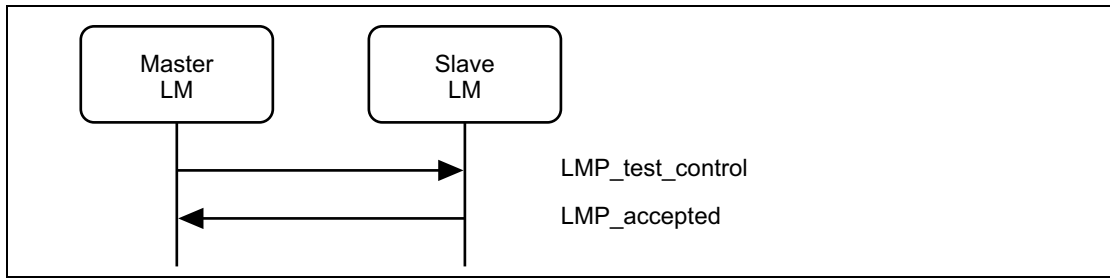 Master
LM
Slave
LM
LMP_test_control
LMP_accepted